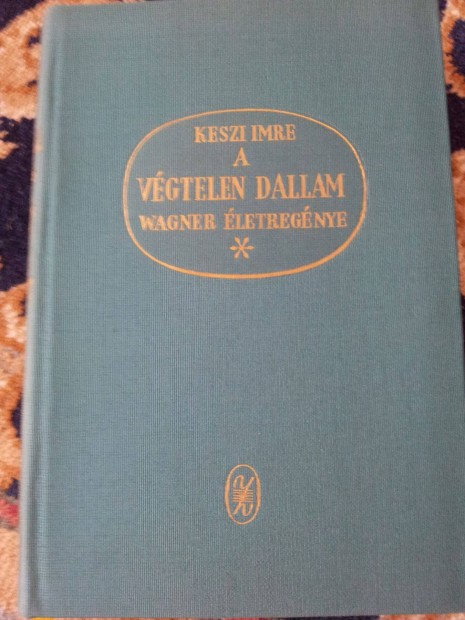 KESZI IMRE
A
VÉGTELEN DALLAM
WAGNER ÉLETREGÉNYE
*